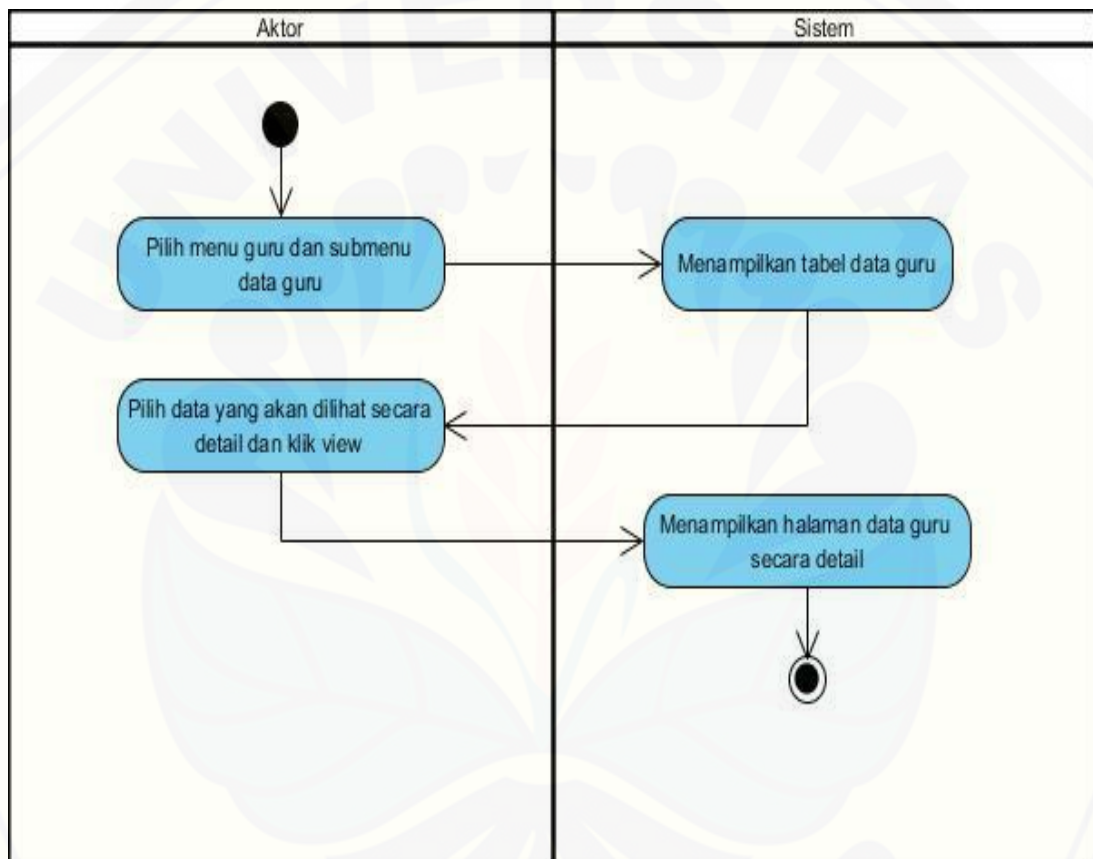 Aktor
Sistem
Pilih menu guru dan submenu
data guru
Menampilkan tabel data guru
Pilih data yang akan dilihat secara
detail dan klik view
Menampilkan halaman data guru
secara detail
UNIVERSITAS